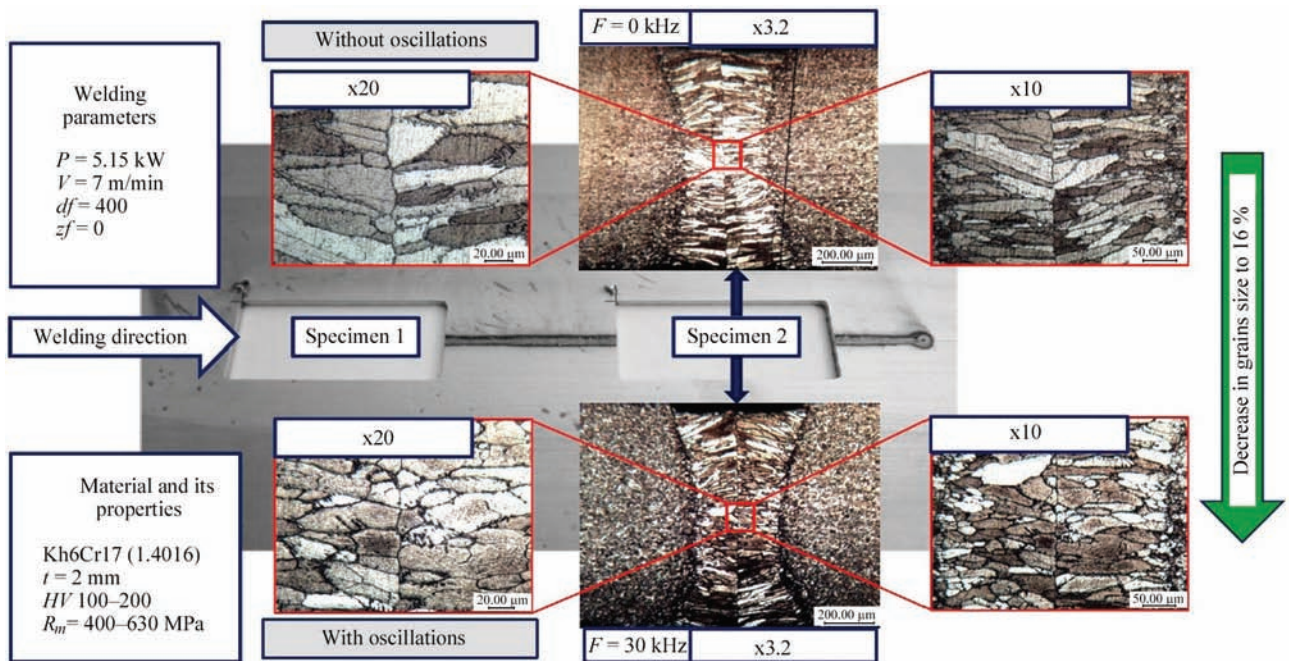 Without oscillations
F = 0 kHz
x3.2
Welding
parameters
P = 5.15 kW
V = 7 m/min
df = 400
zf = 0
x20
20.00 μm
200.00 μm
x10
50.00 μm
Welding direction
Specimen 1
Specimen 2
Decrease in grains size to 16 %
Material and its
properties
Kh6Cr17 (1.4016)
t = 2 mm
HV 100–200
Rm= 400–630 MPa
x20
20.00 μm
With oscillations
200.00 μm
F = 30 kHz
x3.2
x10
50.00 μm